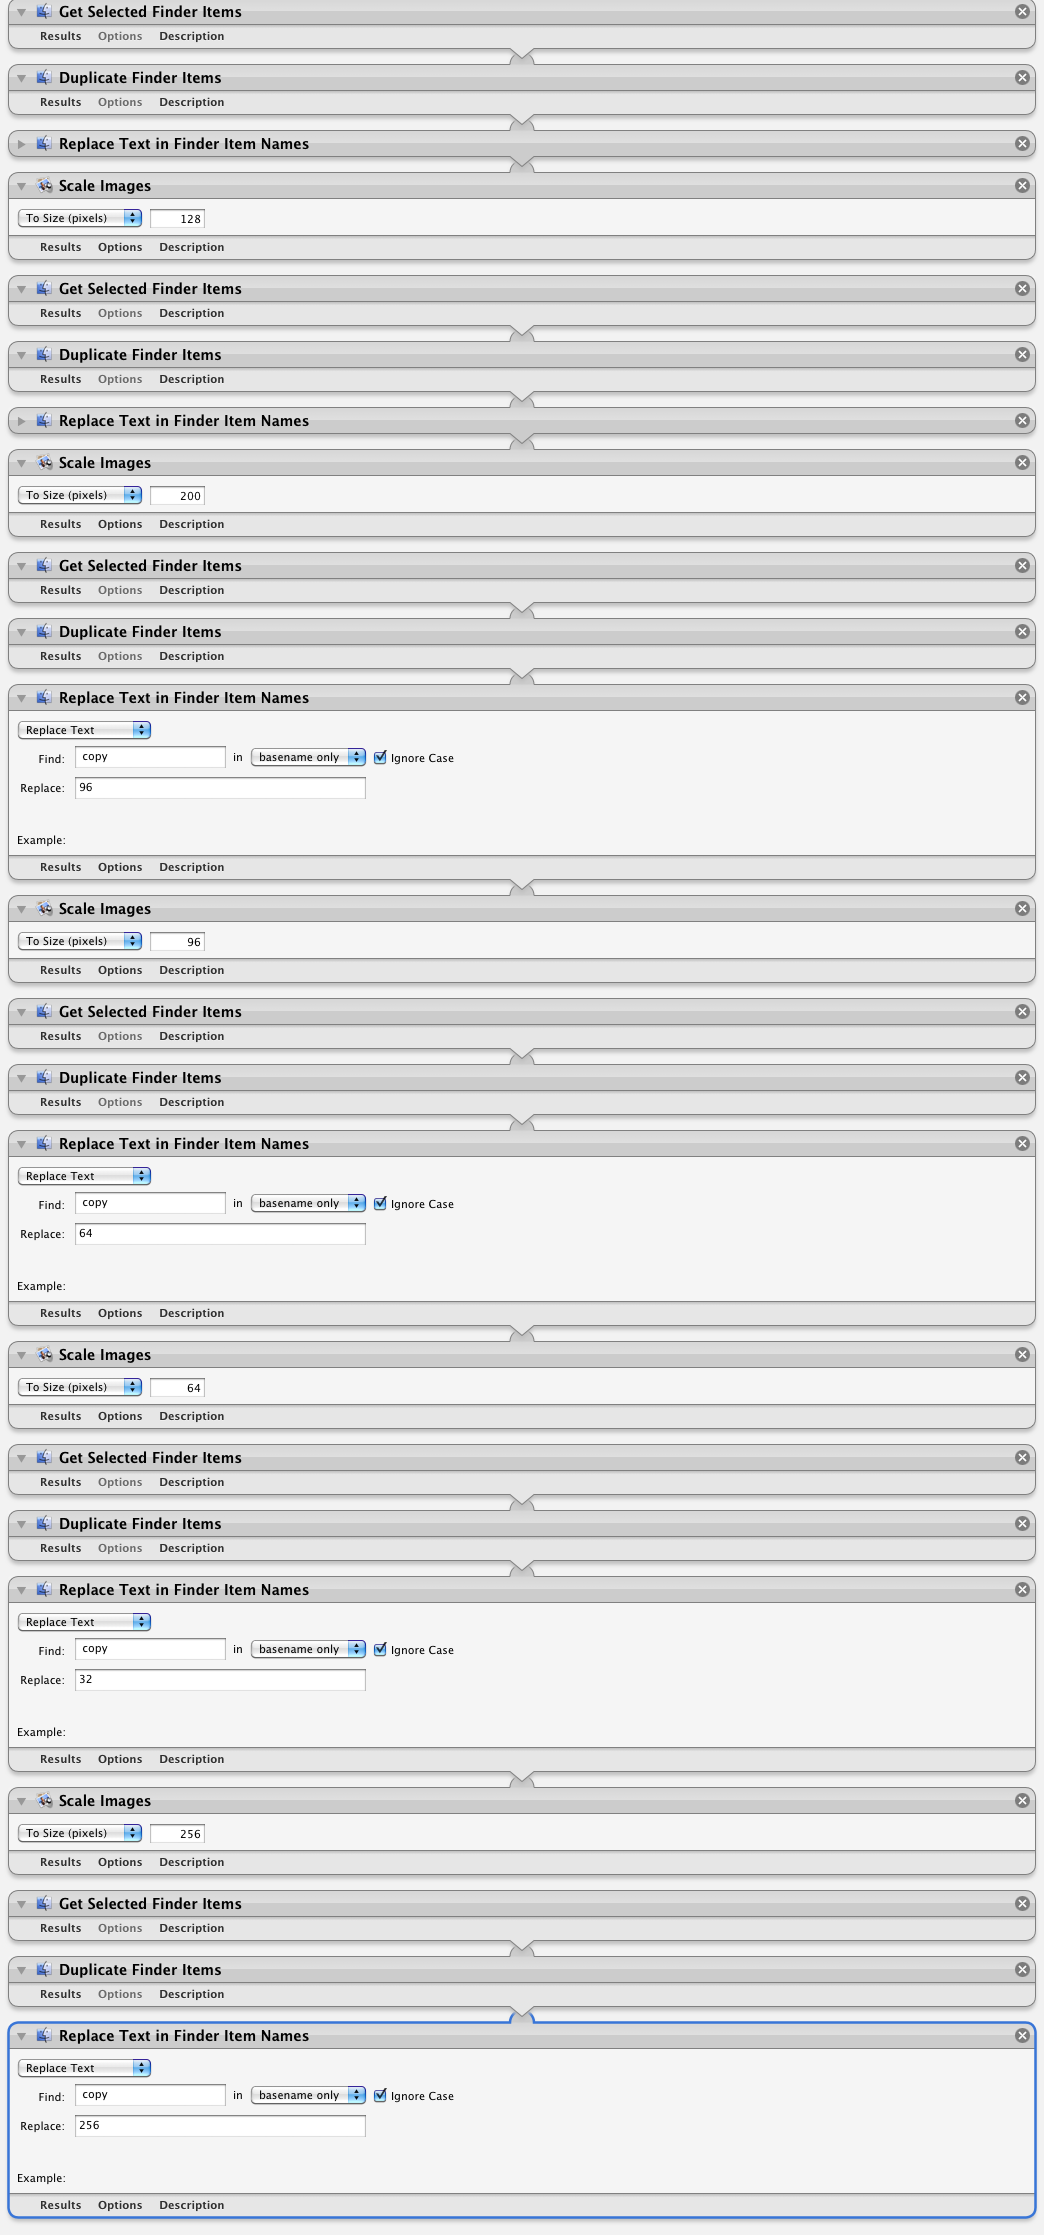 Get Selected Finder Items
Results Options Description
Duplicate Finder Items
Results Options Description
Replace Text in Finder Item Names
Scale Images
To Size (pixels) 128
Results Options Description
Get Selected Finder Items
Results Options Description
Duplicate Finder Items
Results Options Description
Replace Text in Finder Item Names
Scale Images
To Size (pixels) 200
Results Options Description
Get Selected Finder Items
Results Options Description
Duplicate Finder Items
Results Options Description
Replace Text in Finder Item Names
Replace Text
Find: copy in basename only Ignore Case
Replace: 96
Example:
Results Options Description
Scale Images
To Size (pixels) 96
Results Options Description
Get Selected Finder Items
Results Options Description
Duplicate Finder Items
Results Options Description
Replace Text in Finder Item Names
Replace Text
Find: copy in basename only Ignore Case
Replace: 64
Example:
Results Options Description
Scale Images
To Size (pixels) 64
Results Options Description
Get Selected Finder Items
Results Options Description
Duplicate Finder Items
Results Options Description
Replace Text in Finder Item Names
Replace Text
Find: copy in basename only Ignore Case
Replace: 32
Example:
Results Options Description
Scale Images
To Size (pixels) 256
Results Options Description
Get Selected Finder Items
Results Options Description
Duplicate Finder Items
Results Options Description
Replace Text in Finder Item Names
Replace Text
Find: copy in basename only Ignore Case
Replace: 256
Example:
Results Options Description